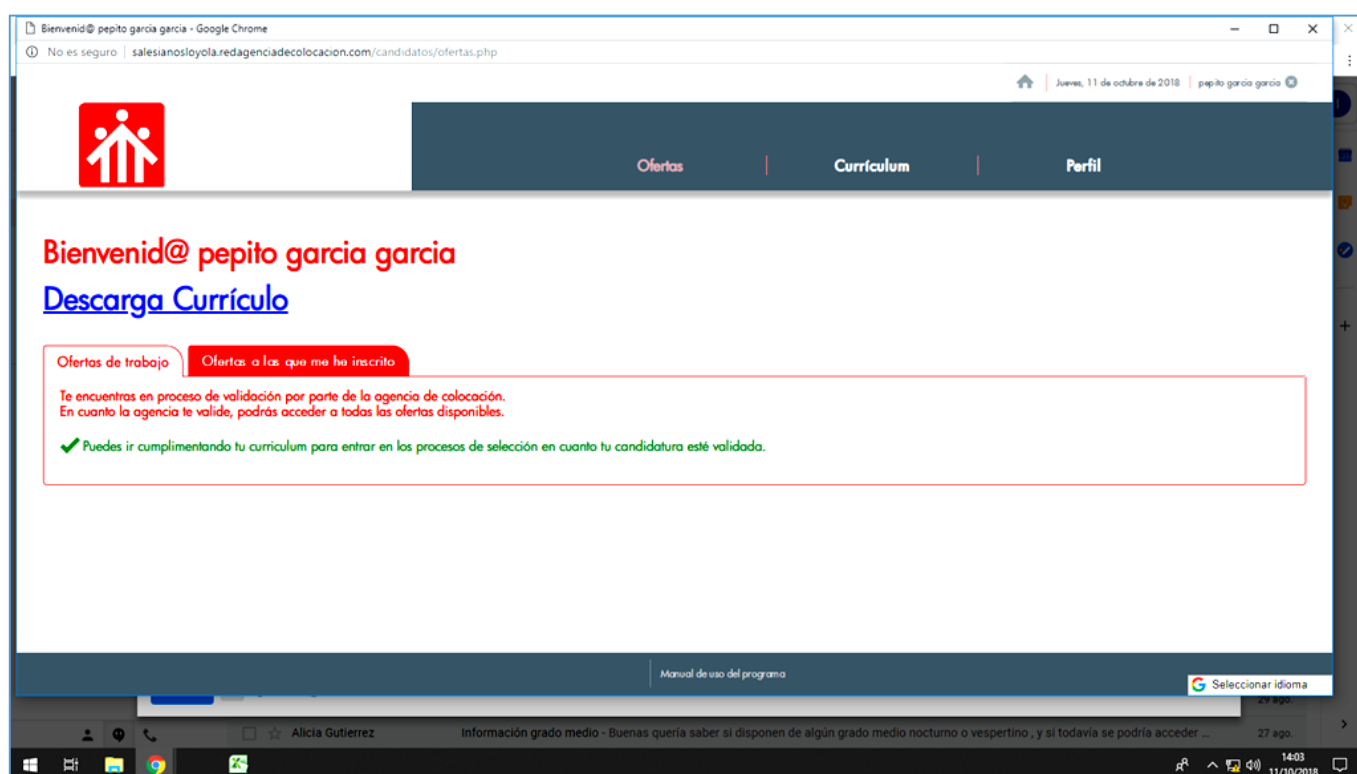 Bienvenid@ pepito garcia garcia - Google Chrome
No es seguro | salesianosloyola.redagenciadecolocacion.com/candidatos/ofertas.php
Jueves, 11 de octubre de 2018 | pepito garcia garcia
Ofertas | Currículum | Perfil
Bienvenid@ pepito garcia garcia
Descarga Currículo
Ofertas de trabajo Ofertas a las que me he inscrito
Te encuentras en proceso de validación por parte de la agencia de colocación.
En cuanto la agencia te valide, podrás acceder a todas las ofertas disponibles.
Puedes ir cumplimentando tu curriculum para entrar en los procesos de selección en cuanto tu candidatura esté validada.
Manual de uso del programa
G Seleccionar idioma
29 ago.
Alicia Gutierrez Información grado medio - Buenas quería saber si disponen de algún grado medio nocturno o vespertino , y si todavía se podría acceder ... 27 ago.
14:03
11/10/2018